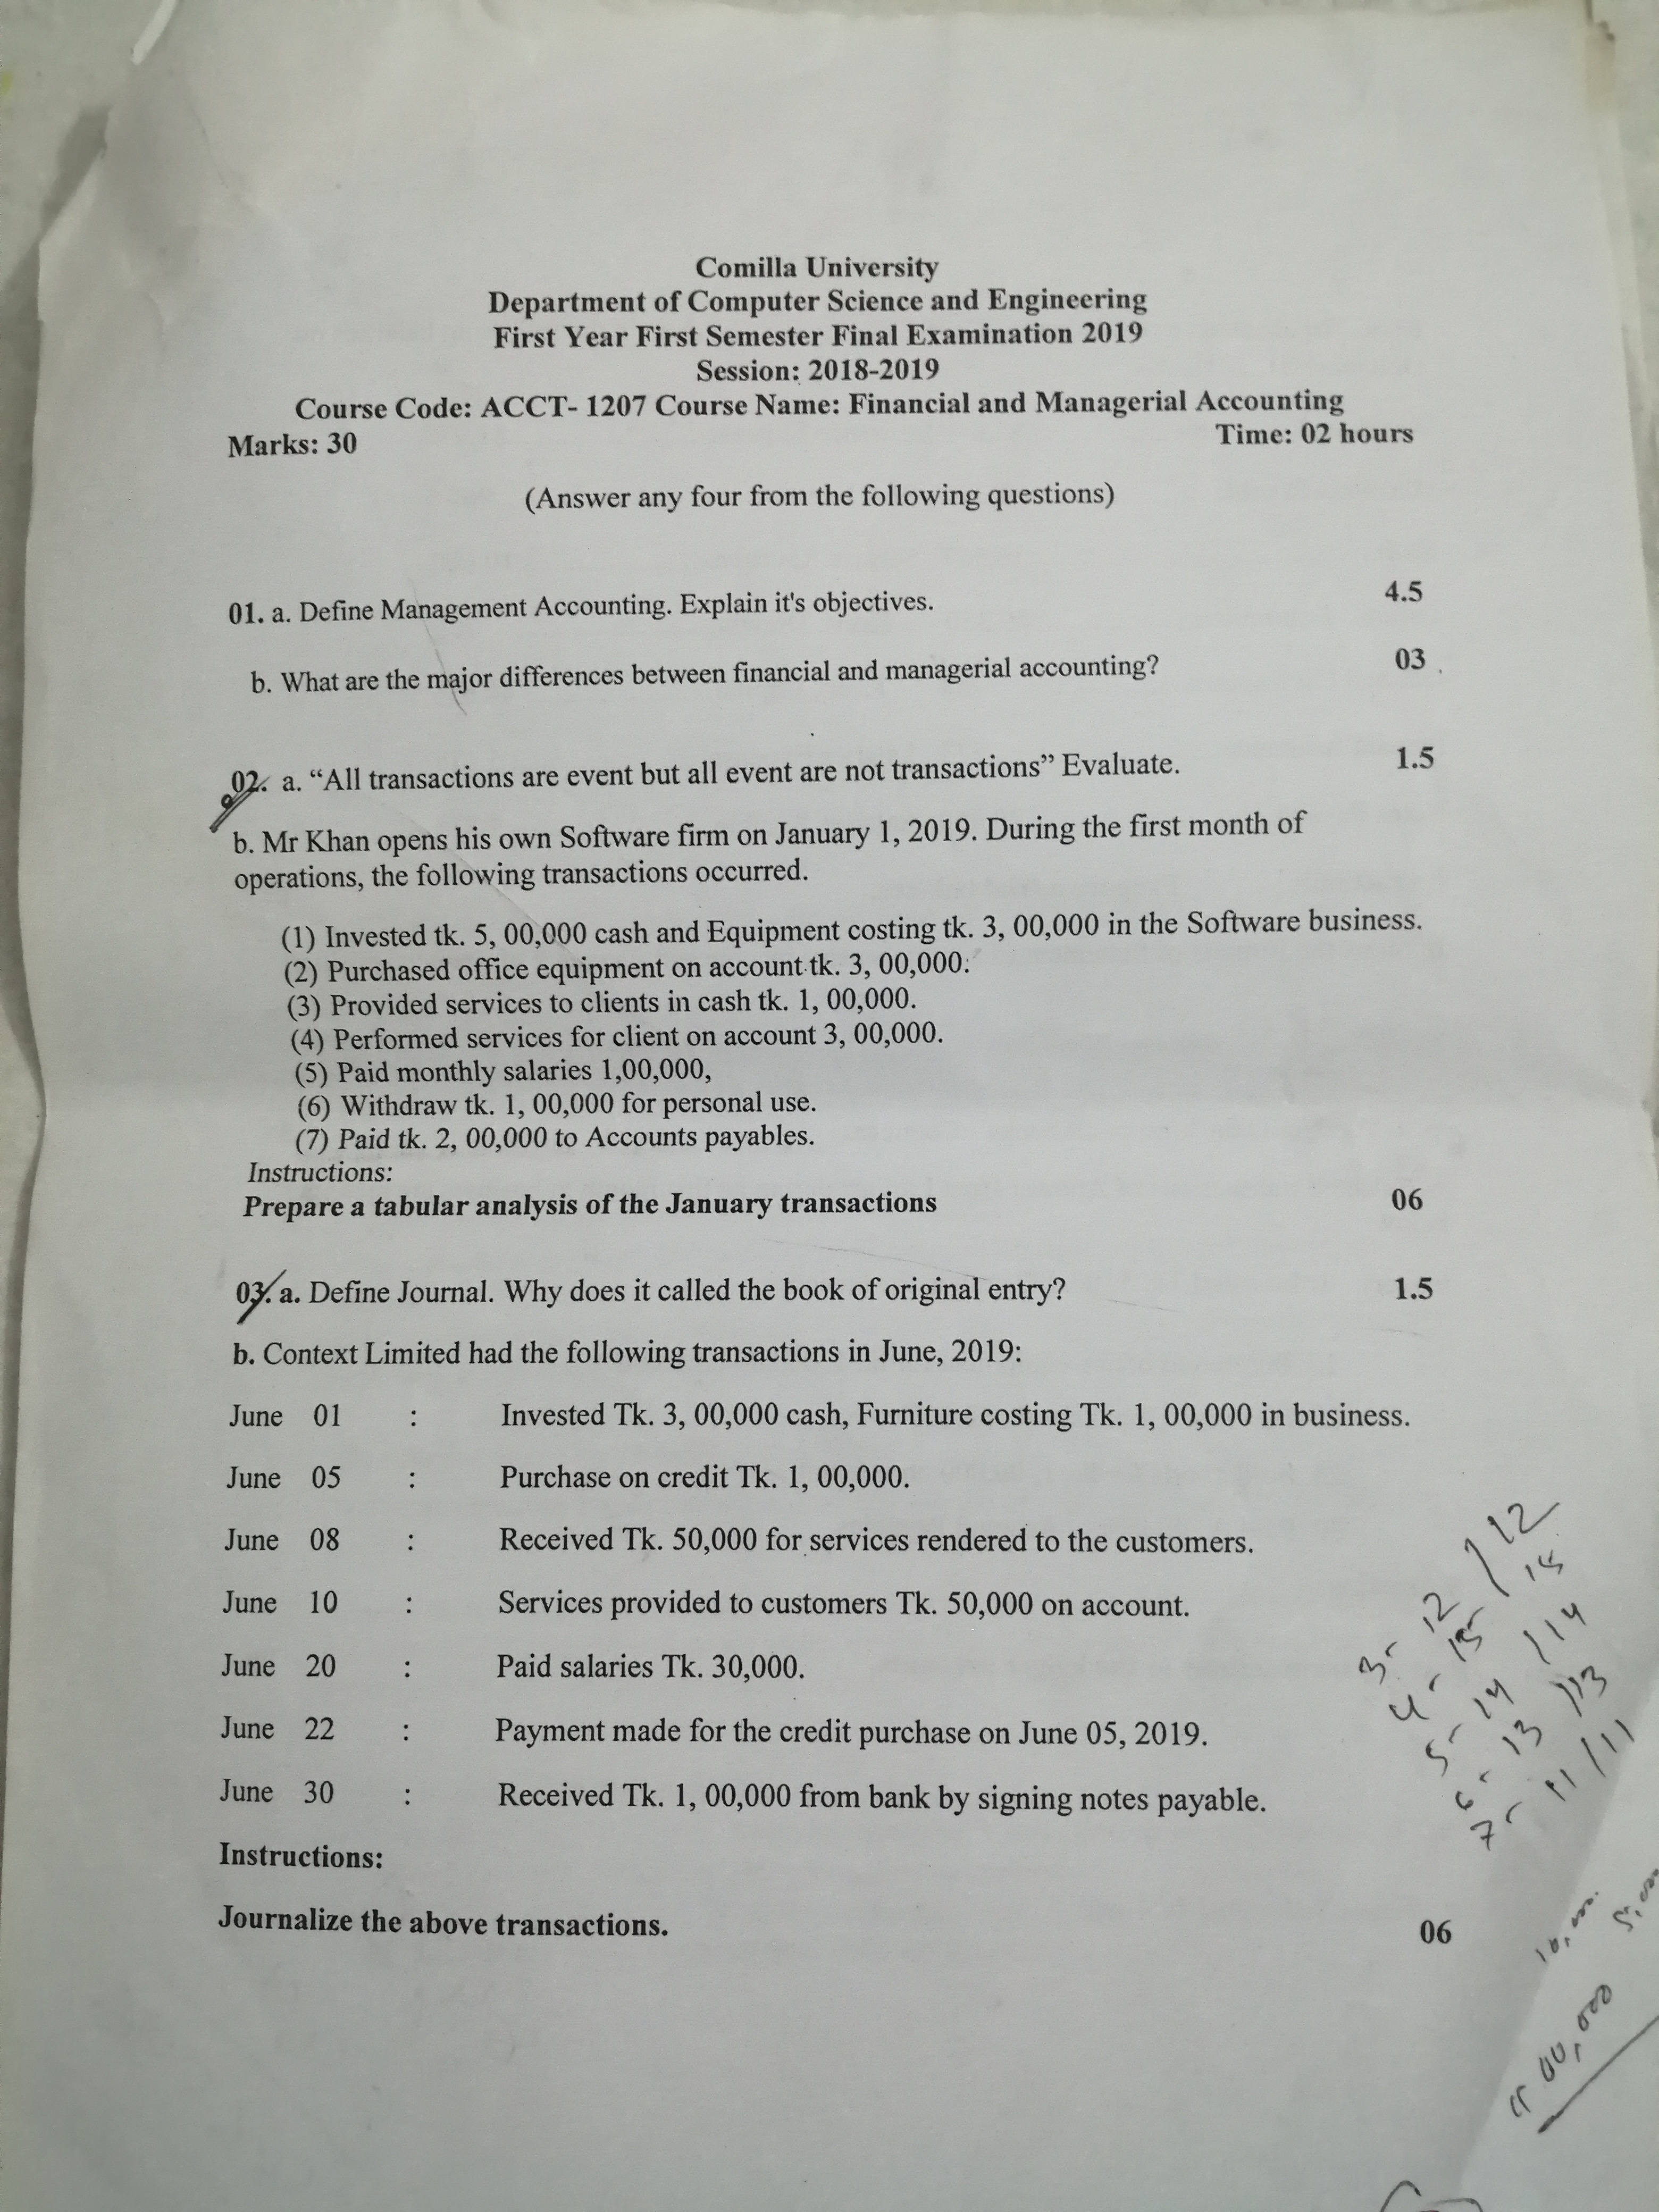 Comilla University
Department of Computer Science and Engineering
First Year First Semester Final Examination 2019
Session: 2018-2019
Course Code: ACCT- 1207 Course Name: Financial and Managerial Accounting
Marks: 30 Time: 02 hours
(Answer any four from the following questions)
01. a. Define Management Accounting. Explain it's objectives. 4.5
b. What are the major differences between financial and managerial accounting? 03
02. a. “All transactions are event but all event are not transactions” Evaluate. 1.5
b. Mr Khan opens his own Software firm on January 1, 2019. During the first month of
operations, the following transactions occurred.
(1) Invested tk. 5, 00,000 cash and Equipment costing tk. 3, 00,000 in the Software business.
(2) Purchased office equipment on account tk. 3, 00,000.
(3) Provided services to clients in cash tk. 1, 00,000.
(4) Performed services for client on account 3, 00,000.
(5) Paid monthly salaries 1,00,000,
(6) Withdraw tk. 1, 00,000 for personal use.
(7) Paid tk. 2, 00,000 to Accounts payables.
Instructions:
Prepare a tabular analysis of the January transactions 06
03. a. Define Journal. Why does it called the book of original entry? 1.5
b. Context Limited had the following transactions in June, 2019:
June 01 : Invested Tk. 3, 00,000 cash, Furniture costing Tk. 1, 00,000 in business.
June 05 : Purchase on credit Tk. 1, 00,000.
June 08 : Received Tk. 50,000 for services rendered to the customers.
June 10 : Services provided to customers Tk. 50,000 on account.
June 20 : Paid salaries Tk. 30,000.
June 22 : Payment made for the credit purchase on June 05, 2019.
June 30 : Received Tk. 1, 00,000 from bank by signing notes payable.
Instructions:
Journalize the above transactions. 06
3- 12 / 12
4- 15 15
5- 14 / 14
6- 13 / 13
7- 11 / 11